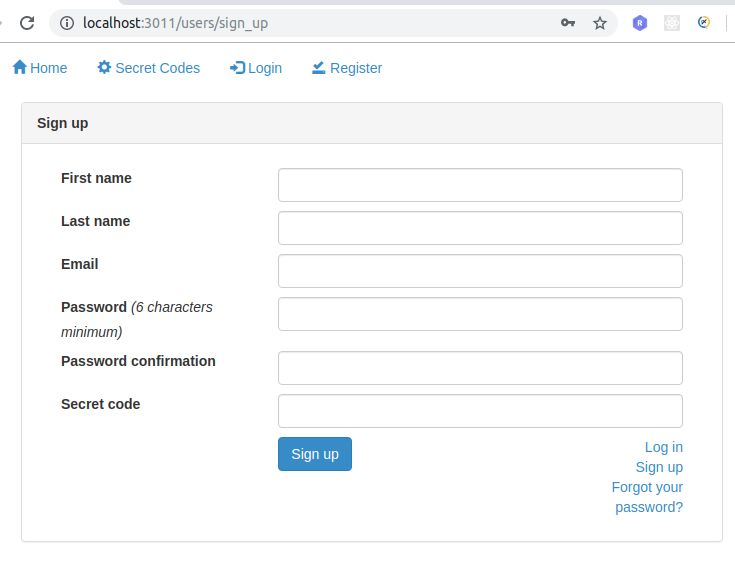 localhost:3011/users/sign_up
R
Home Secret Codes Login Register
Sign up
First name
Last name
Email
Password (6 characters
minimum)
Password confirmation
Secret code
Sign up
Log in
Sign up
Forgot your
password?